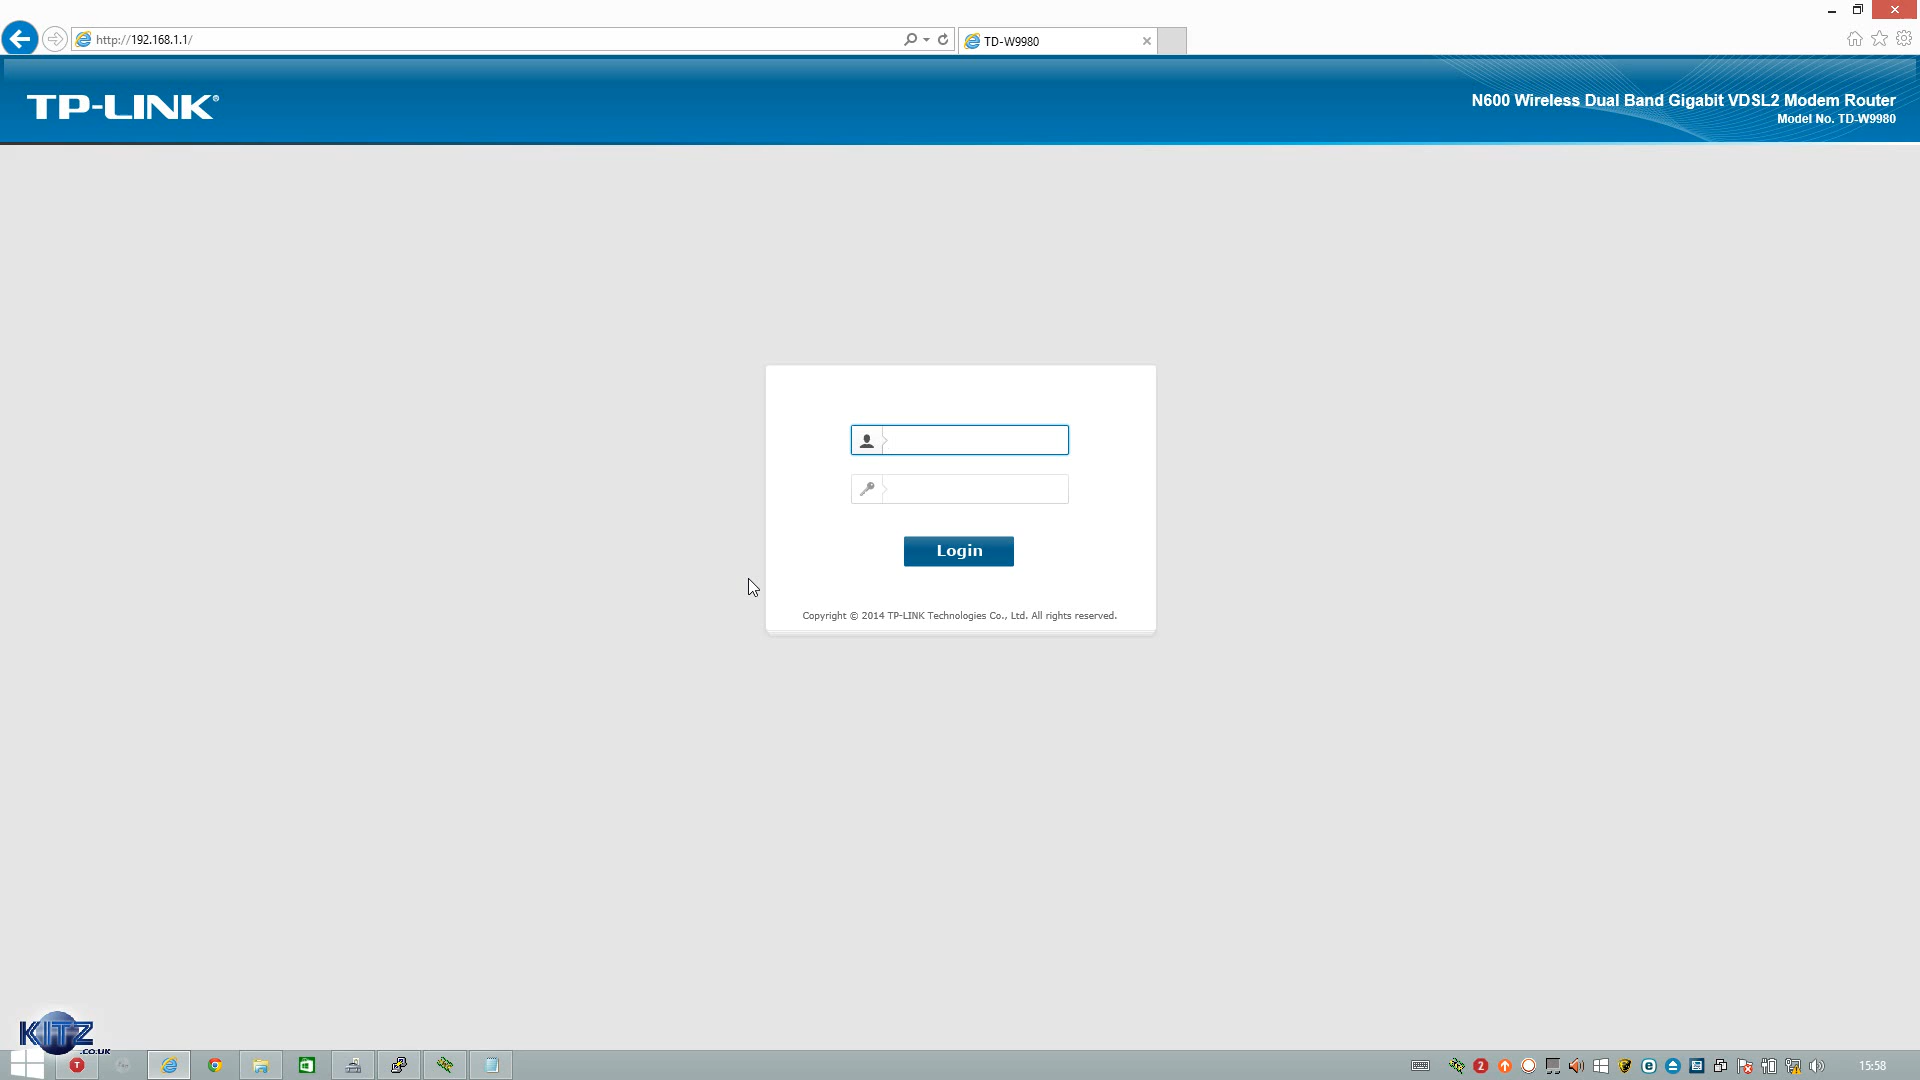 http://192.168.1.1/
TD-W9980
TP-LINK®
N600 Wireless Dual Band Gigabit VDSL2 Modem Router
Model No. TD-W9980
Login
Copyright © 2014 TP-LINK Technologies Co., Ltd. All rights reserved.
KITZ
.CO.UK
T
2
15:58